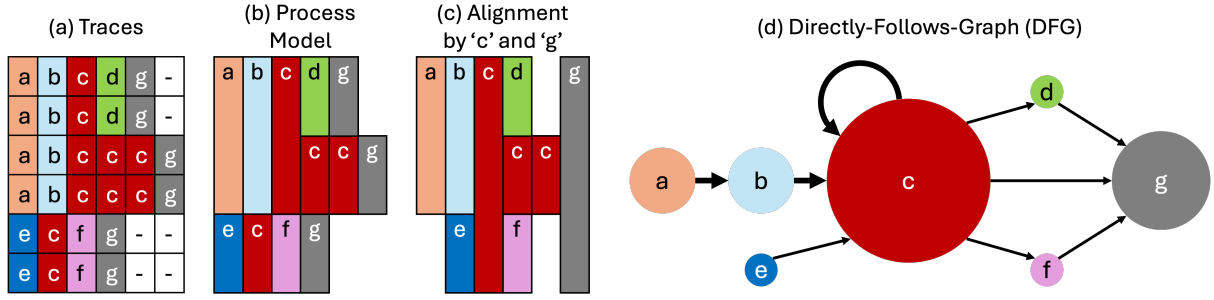 (a) Traces
a b c d g -
a b c d g -
a b c c c g
a b c c c g
e c f g - -
e c f g - -
(b) Process
Model
a b c d g
c c g
e c f g
(c) Alignment
by ‘c’ and ‘g’
a b c d g
c c
e f
(d) Directly-Follows-Graph (DFG)
d
a b c g
e f